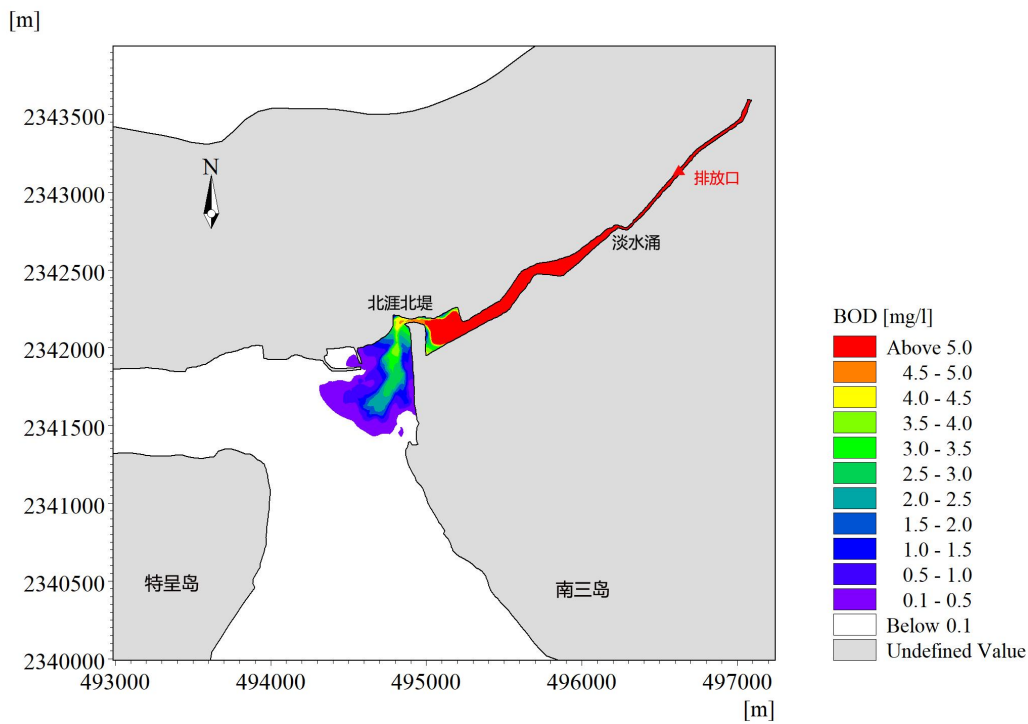 [m]
2343500
2343000
2342500
2342000
2341500
2341000
2340500
2340000
N
排放口
淡水涌
北涯北堤
特呈岛
南三岛
493000 494000 495000 496000 497000
[m]
BOD [mg/l]
Above 5.0
4.5 - 5.0
4.0 - 4.5
3.5 - 4.0
3.0 - 3.5
2.5 - 3.0
2.0 - 2.5
1.5 - 2.0
1.0 - 1.5
0.5 - 1.0
0.1 - 0.5
Below 0.1
Undefined Value